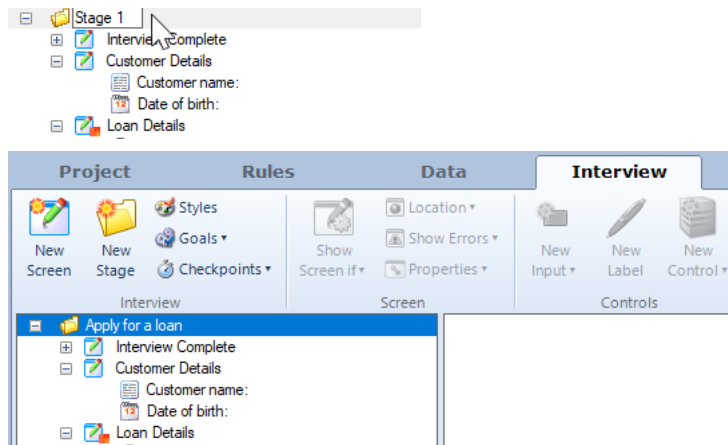 Stage 1
Interview Complete
Customer Details
Customer name:
Date of birth:
Loan Details
Project Rules Data Interview
New Screen
New Stage
Styles
Goals
Checkpoints
Interview
Show Screen if
Location
Show Errors
Properties
Screen
New Input
New Label
New Control
Controls
Apply for a loan
Interview Complete
Customer Details
Customer name:
Date of birth:
Loan Details